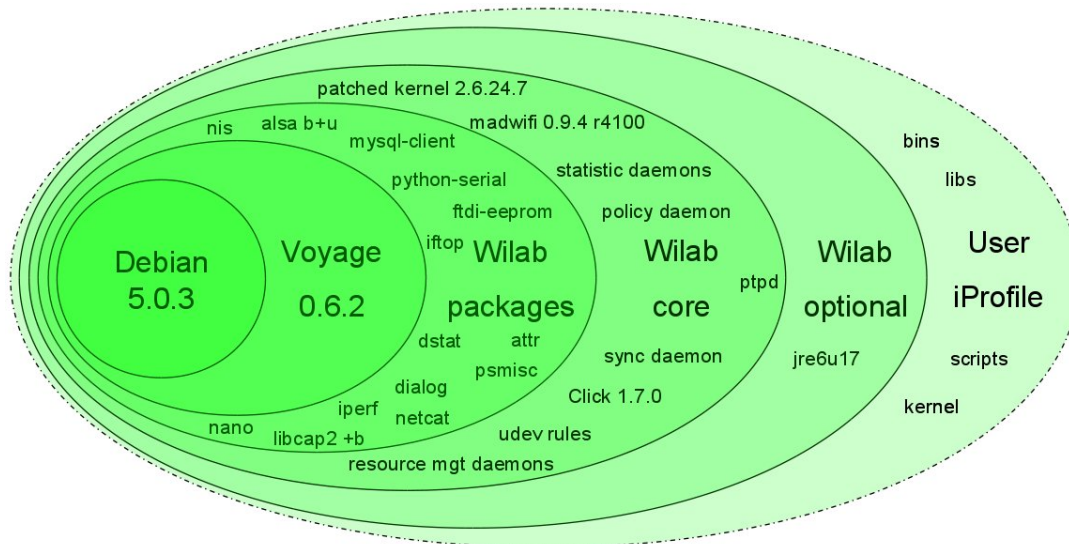 patched kernel 2.6.24.7
nis
alsa b+u
madwifi 0.9.4 r4100
mysql-client
bins
statistic daemons
python-serial
libs
ftdi-eeprom
policy daemon
iftop
Debian
5.0.3
Voyage
0.6.2
Wilab
packages
Wilab
core
ptpd
Wilab
optional
User
iProfile
dstat
attr
sync daemon
jre6u17
scripts
psmisc
dialog
Click 1.7.0
iperf
netcat
kernel
nano
libcap2 +b
udev rules
resource mgt daemons